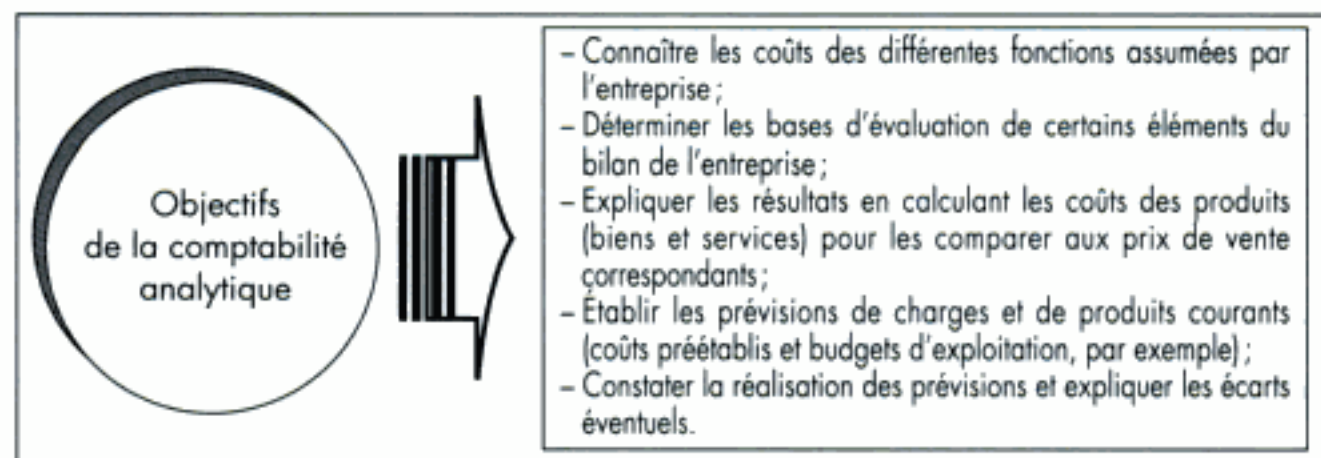 Objectifs
de la comptabilité
analytique
– Connaître les coûts des différentes fonctions assumées par
l'entreprise ;
– Déterminer les bases d'évaluation de certains éléments du
bilan de l'entreprise ;
– Expliquer les résultats en calculant les coûts des produits
(biens et services) pour les comparer aux prix de vente
correspondants ;
– Établir les prévisions de charges et de produits courants
(coûts préétablis et budgets d'exploitation, par exemple) ;
– Constater la réalisation des prévisions et expliquer les écarts
éventuels.